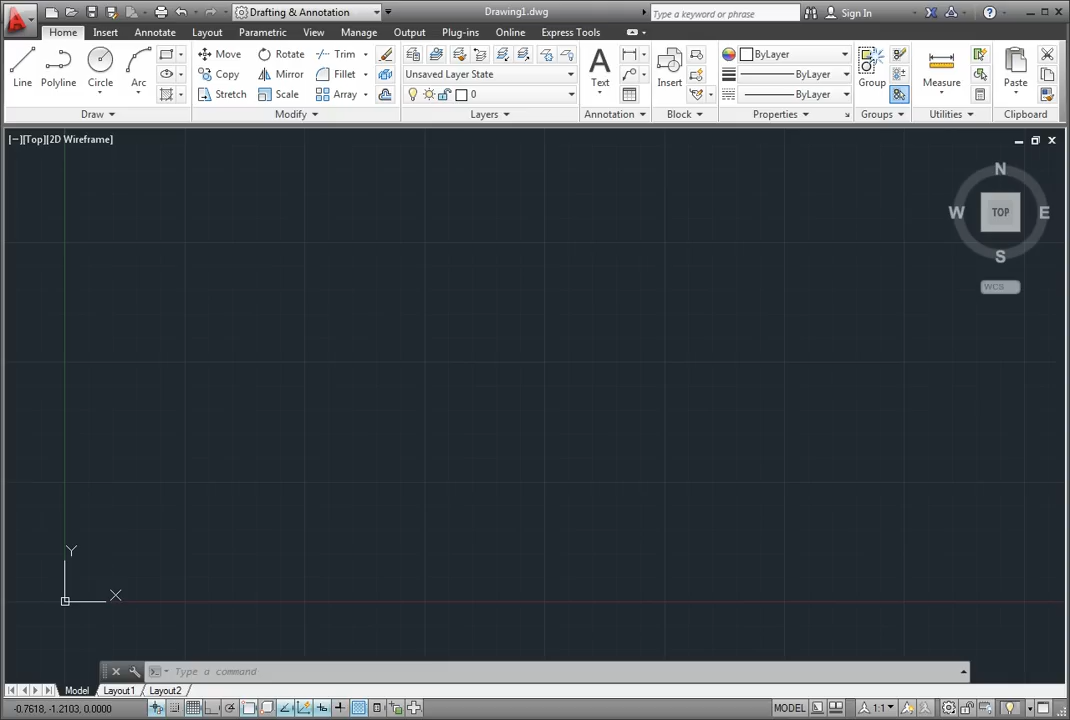 Drafting & Annotation
Drawing1.dwg
Type a keyword or phrase
Sign In
Home Insert Annotate Layout Parametric View Manage Output Plug-ins Online Express Tools
Line Polyline Circle Arc
Move Rotate Trim
Copy Mirror Fillet
Stretch Scale Array
Unsaved Layer State
0
Text
Insert
ByLayer
ByLayer
ByLayer
Group
Measure
Paste
Draw Modify Layers Annotation Block Properties Groups Utilities Clipboard
[−][Top][2D Wireframe]
N
W TOP E
S
WCS
Y
X
Type a command
Model Layout1 Layout2
-0.7618, -1.2103, 0.0000
MODEL
1:1